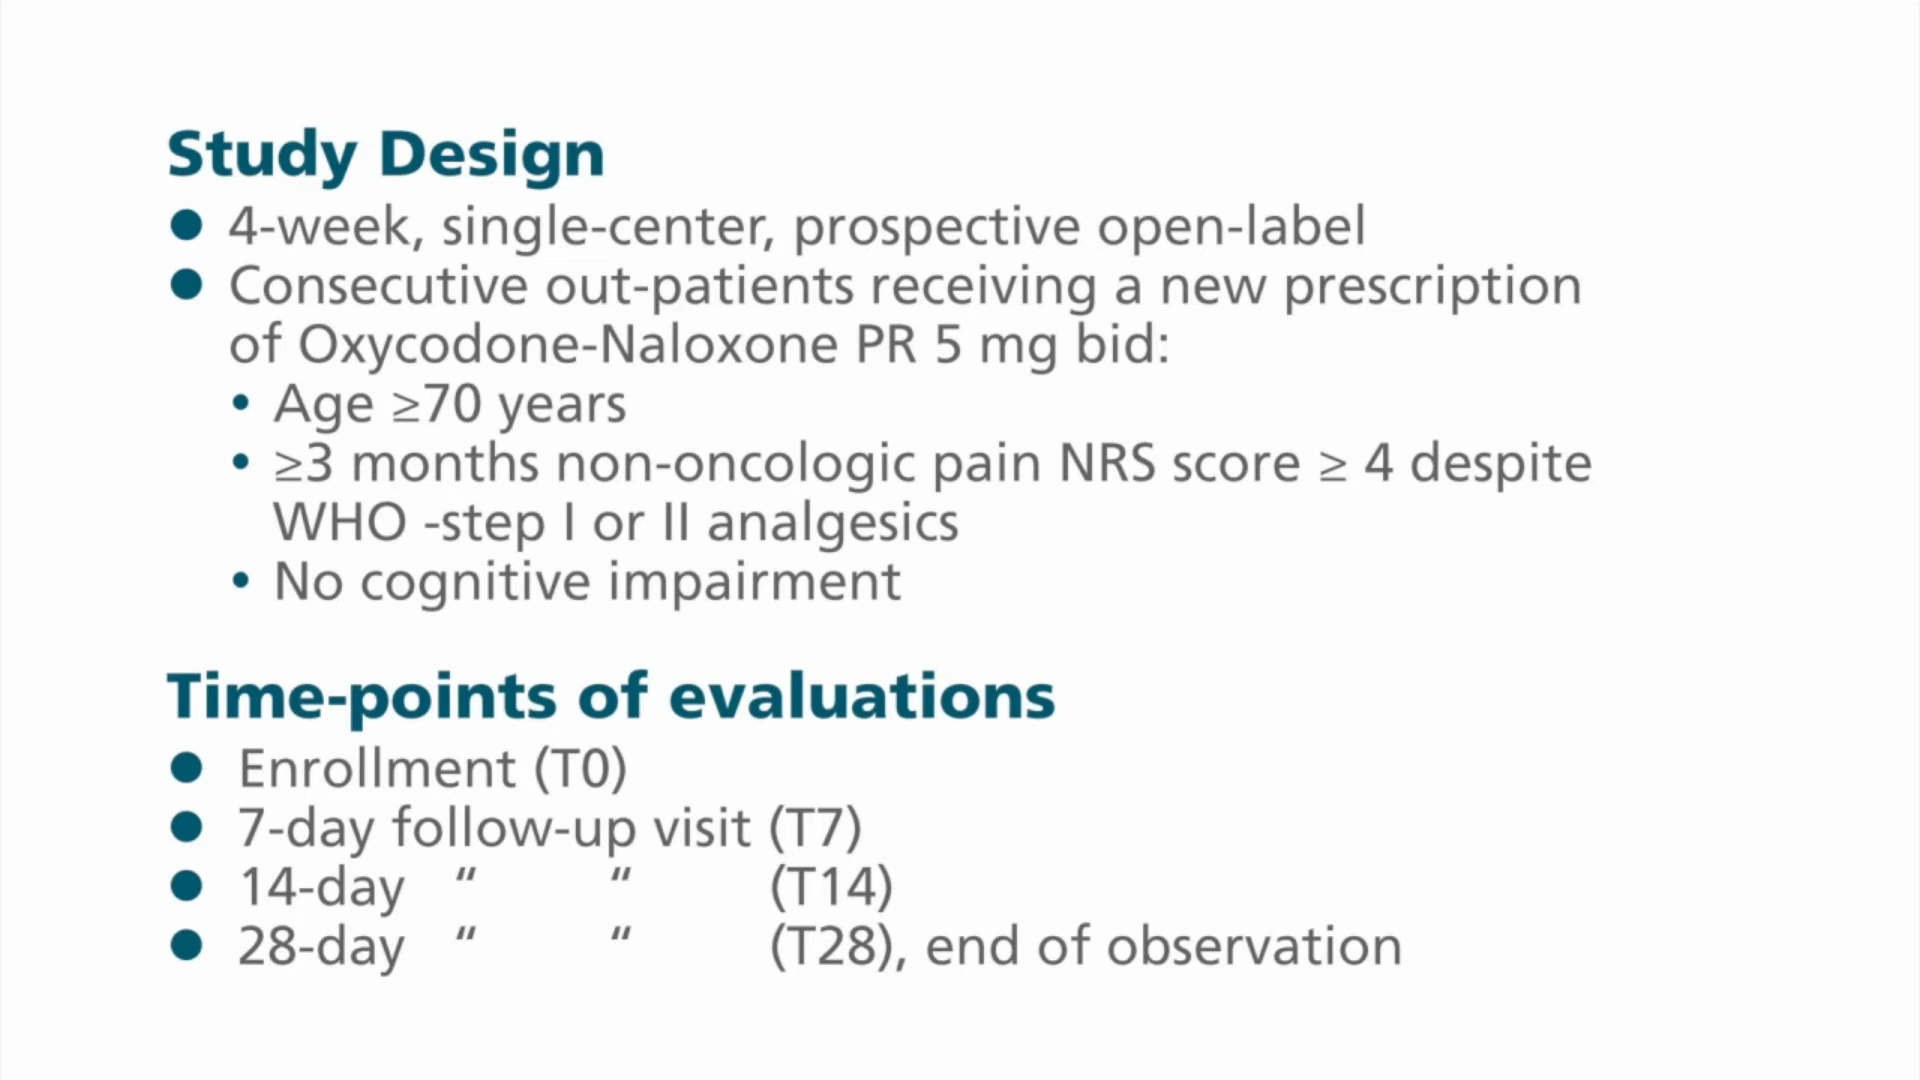 Study Design
● 4-week, single-center, prospective open-label
● Consecutive out-patients receiving a new prescription
of Oxycodone-Naloxone PR 5 mg bid:
• Age ≥70 years
• ≥3 months non-oncologic pain NRS score ≥ 4 despite
WHO -step I or II analgesics
• No cognitive impairment
Time-points of evaluations
● Enrollment (T0)
● 7-day follow-up visit (T7)
● 14-day “ “ (T14)
● 28-day “ “ (T28), end of observation